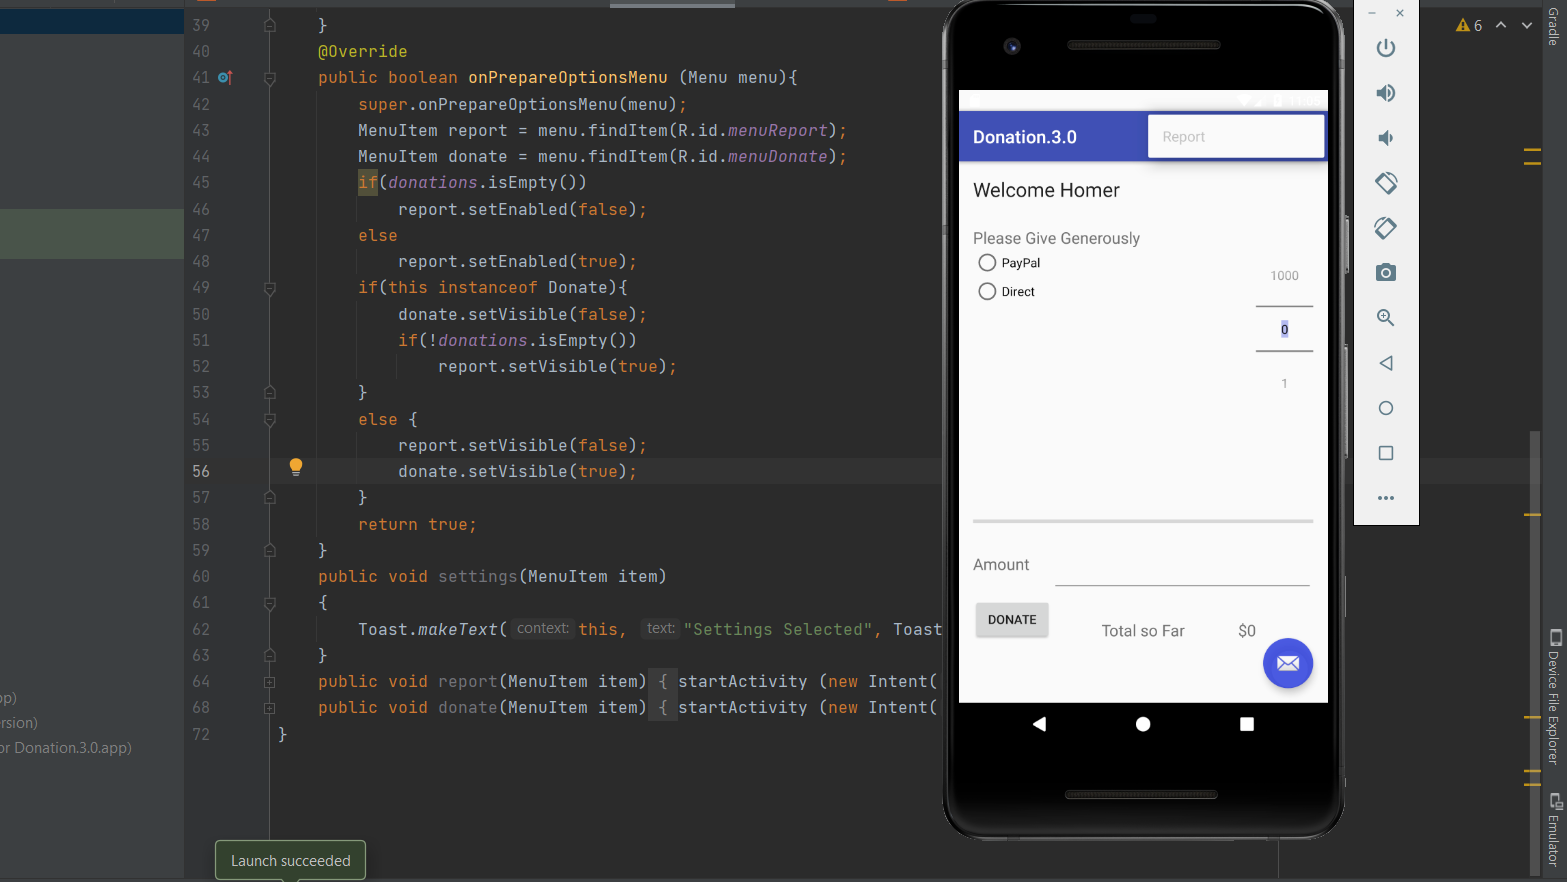 39 }
40 @Override
41 public boolean onPrepareOptionsMenu (Menu menu){
42 super.onPrepareOptionsMenu(menu);
43 MenuItem report = menu.findItem(R.id.menuReport);
44 MenuItem donate = menu.findItem(R.id.menuDonate);
45 if(donations.isEmpty())
46 report.setEnabled(false);
47 else
48 report.setEnabled(true);
49 if(this instanceof Donate){
50 donate.setVisible(false);
51 if(!donations.isEmpty())
52 report.setVisible(true);
53 }
54 else {
55 report.setVisible(false);
56 donate.setVisible(true);
57 }
58 return true;
59 }
60 public void settings(MenuItem item)
61 {
62 Toast.makeText( context: this, text: "Settings Selected", Toast
63 }
64 public void report(MenuItem item) { startActivity (new Intent(
68 public void donate(MenuItem item) { startActivity (new Intent(
72 }
op)
ersion)
or Donation.3.0.app)
Launch succeeded
Donation.3.0
Report
Welcome Homer
Please Give Generously
PayPal
Direct
1000
0
1
Amount
DONATE
Total so Far $0
6
Gradle
Device File Explorer
Emulator